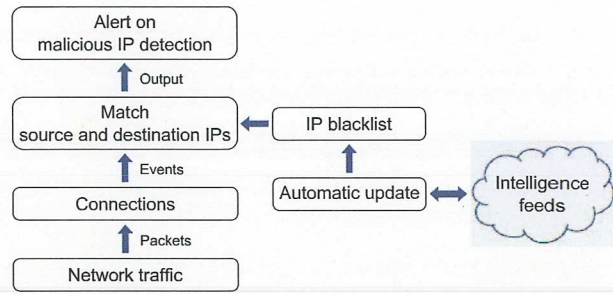 Alert on
malicious IP detection
Output
Match
source and destination IPs
IP blacklist
Events
Connections
Automatic update
Intelligence
feeds
Packets
Network traffic